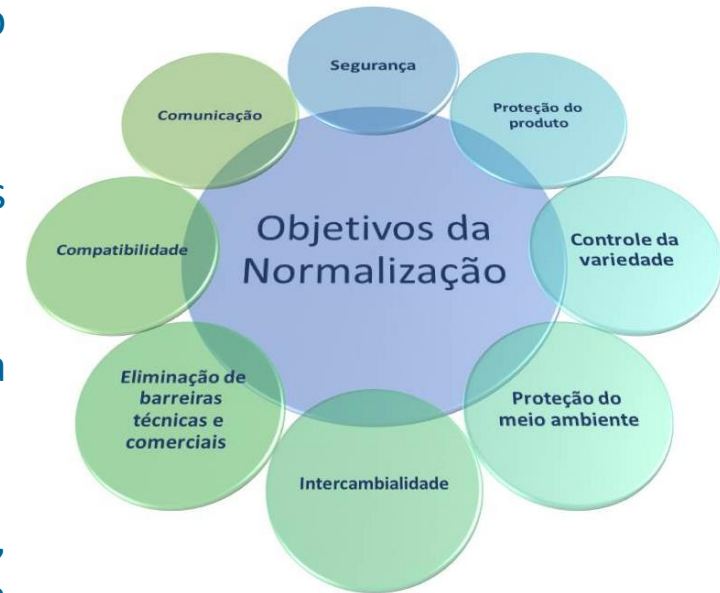 Objetivos da
Normalização
Segurança
Proteção do
produto
Controle da
variedade
Proteção do
meio ambiente
Intercambialidade
Eliminação de
barreiras
técnicas e
comerciais
Compatibilidade
Comunicação